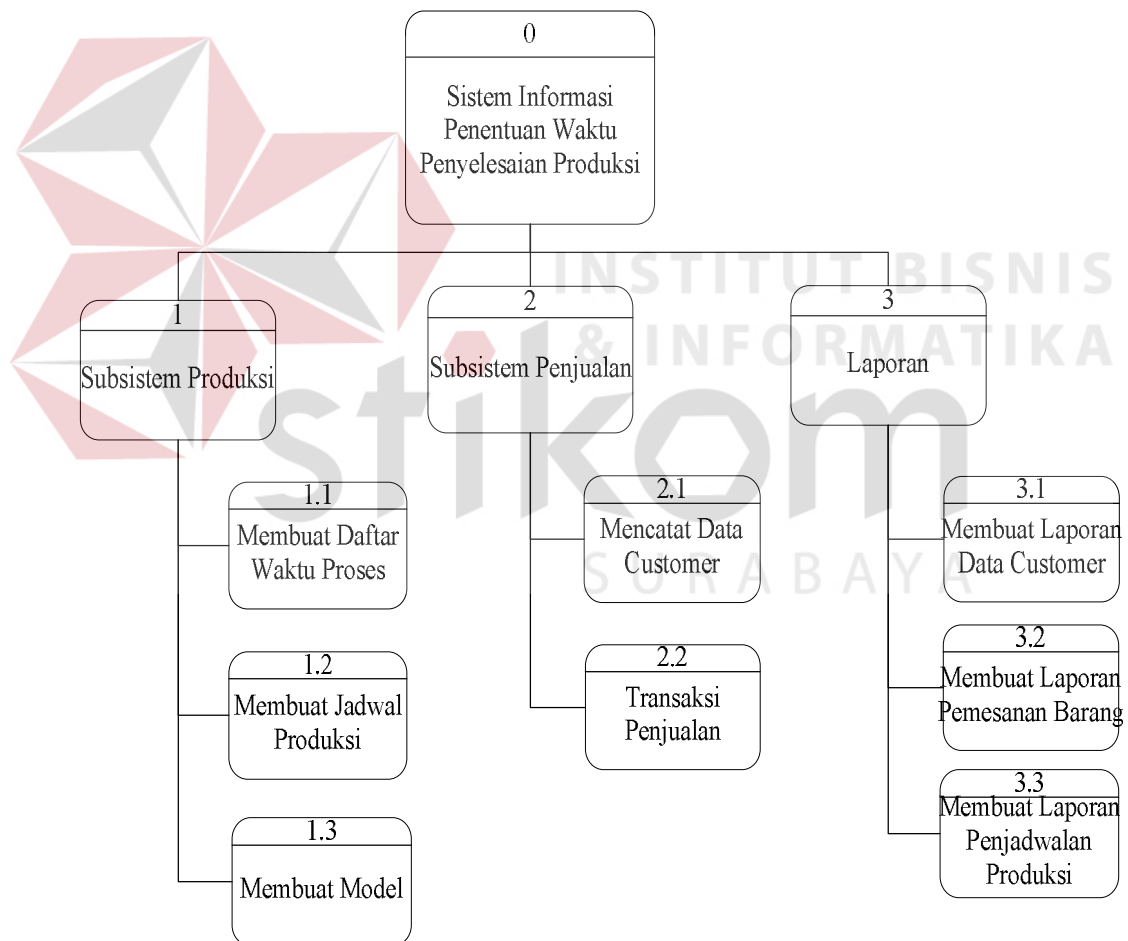 0
Sistem Informasi
Penentuan Waktu
Penyelesaian Produksi
INSTITUT BISNIS
& INFORMATIKA
stikom
SURABAYA
1
Subsistem Produksi
2
Subsistem Penjualan
3
Laporan
1.1
Membuat Daftar
Waktu Proses
1.2
Membuat Jadwal
Produksi
1.3
Membuat Model
2.1
Mencatat Data
Customer
2.2
Transaksi
Penjualan
3.1
Membuat Laporan
Data Customer
3.2
Membuat Laporan
Pemesanan Barang
3.3
Membuat Laporan
Penjadwalan
Produksi